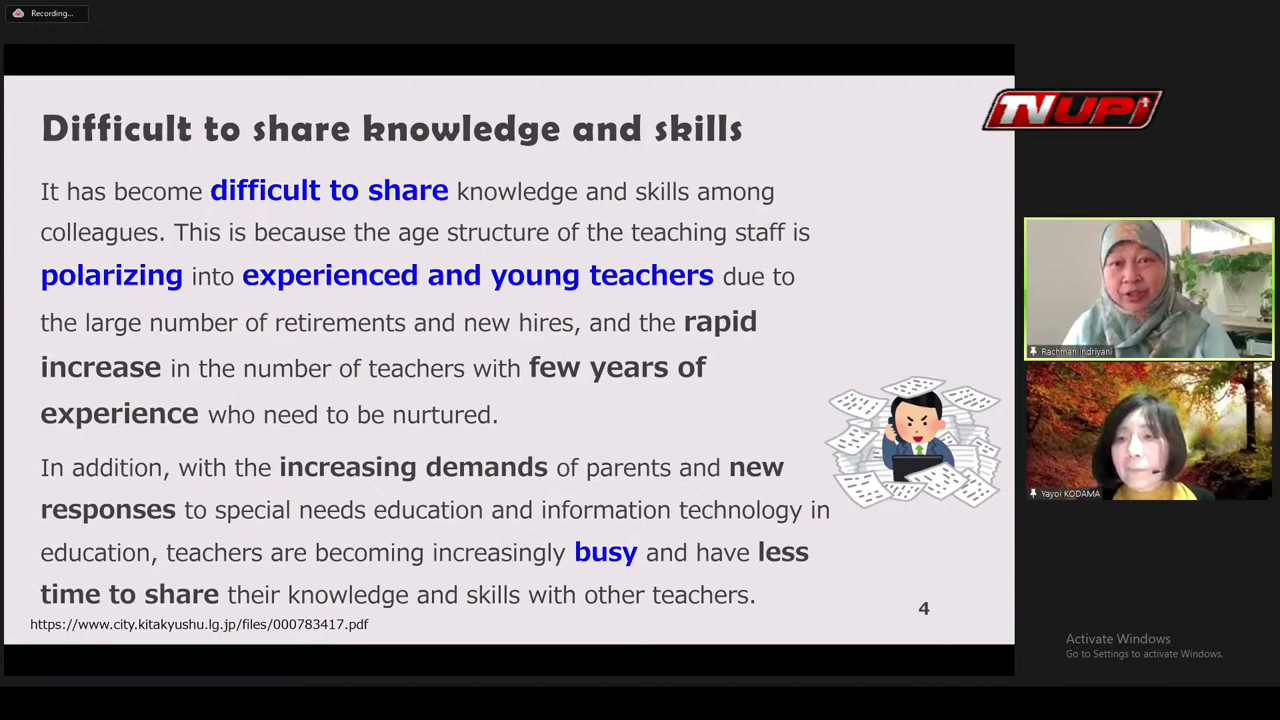 Recording...
Difficult to share knowledge and skills
It has become difficult to share knowledge and skills among
colleagues. This is because the age structure of the teaching staff is
polarizing into experienced and young teachers due to
the large number of retirements and new hires, and the rapid
increase in the number of teachers with few years of
experience who need to be nurtured.
In addition, with the increasing demands of parents and new
responses to special needs education and information technology in
education, teachers are becoming increasingly busy and have less
time to share their knowledge and skills with other teachers.
4
https://www.city.kitakyushu.lg.jp/files/000783417.pdf
TVUPi
Rachmani Indriyani
Yayoi KODAMA
Activate Windows
Go to Settings to activate Windows.